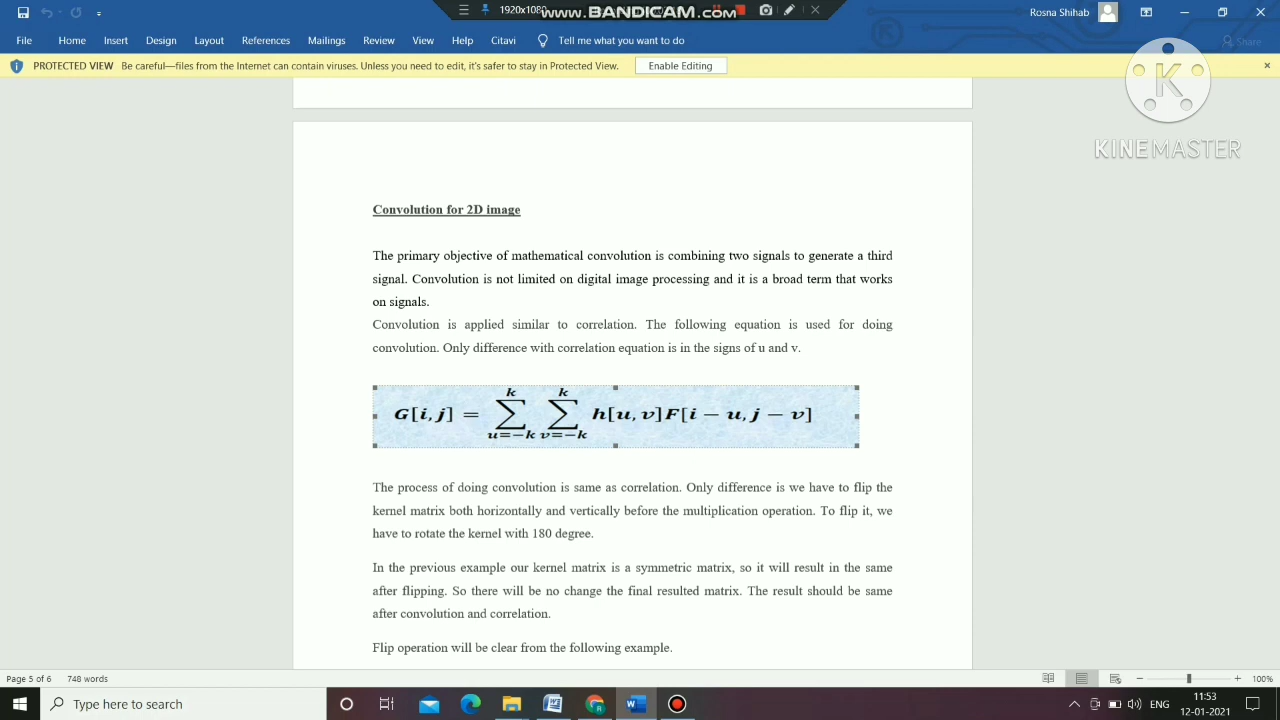 1920x1080
WWW.BANDICAM.COM
Rosna Shihab
File Home Insert Design Layout References Mailings Review View Help Citavi Tell me what you want to do Share
PROTECTED VIEW Be careful—files from the Internet can contain viruses. Unless you need to edit, it's safer to stay in Protected View. Enable Editing
K
KINEMASTER
Convolution for 2D image
The primary objective of mathematical convolution is combining two signals to generate a third
signal. Convolution is not limited on digital image processing and it is a broad term that works
on signals.
Convolution is applied similar to correlation. The following equation is used for doing
convolution. Only difference with correlation equation is in the signs of u and v.
G[i,j] = ∑_{u=−k}^{k} ∑_{v=−k}^{k} h[u,v]F[i − u,j − v]
The process of doing convolution is same as correlation. Only difference is we have to flip the
kernel matrix both horizontally and vertically before the multiplication operation. To flip it, we
have to rotate the kernel with 180 degree.
In the previous example our kernel matrix is a symmetric matrix, so it will result in the same
after flipping. So there will be no change the final resulted matrix. The result should be same
after convolution and correlation.
Flip operation will be clear from the following example.
Page 5 of 6 748 words 100%
Type here to search
ENG
11:53
12-01-2021